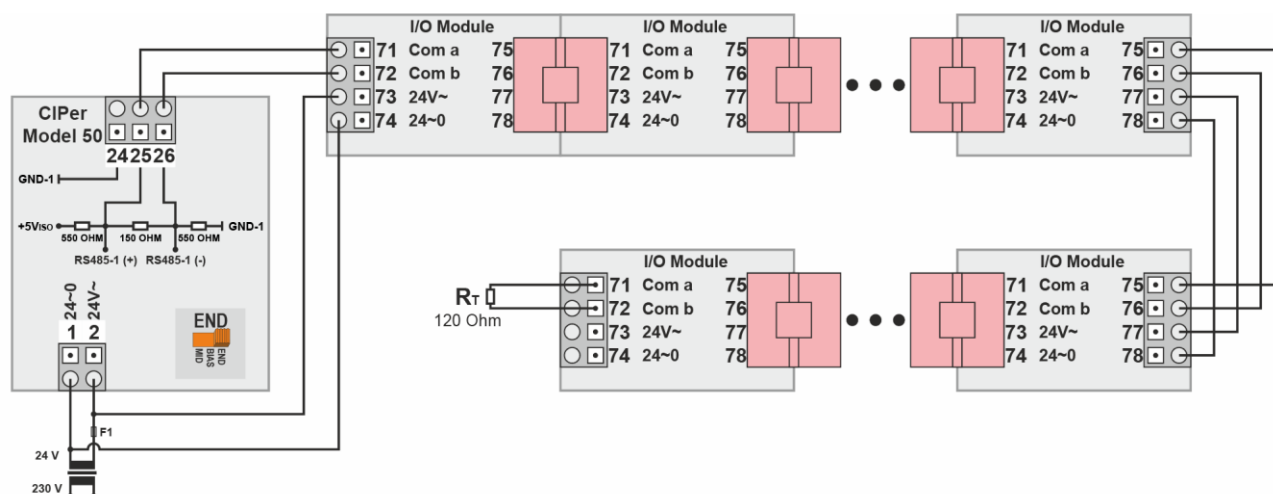 CIPer
Model 50
24 25 26
GND-1
+5VISO
550 OHM
150 OHM
550 OHM
GND-1
RS485-1 (+)
RS485-1 (-)
24~0
24V~
1 2
END
MID
BIAS
END
F1
24 V
230 V
I/O Module
71 Com a 75
72 Com b 76
73 24V~ 77
74 24~0 78
I/O Module
71 Com a 75
72 Com b 76
73 24V~ 77
74 24~0 78
I/O Module
71 Com a 75
72 Com b 76
73 24V~ 77
74 24~0 78
RT
120 Ohm
I/O Module
71 Com a 75
72 Com b 76
73 24V~ 77
74 24~0 78
I/O Module
71 Com a 75
72 Com b 76
73 24V~ 77
74 24~0 78